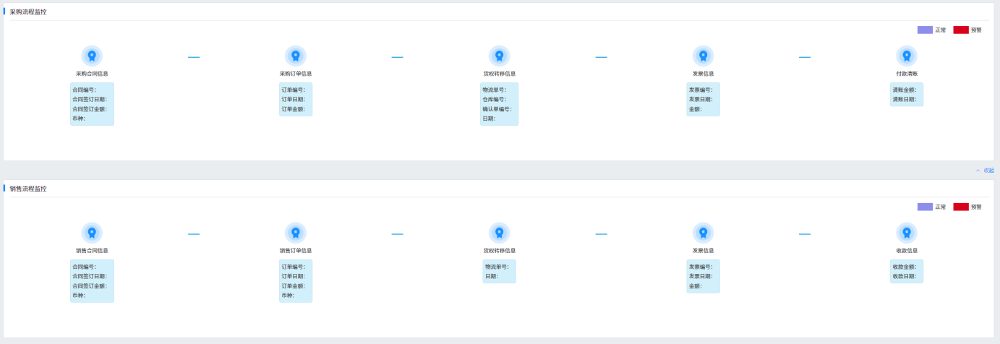 采购流程监控
正常 预警
采购合同信息 采购订单信息 货权转移信息 发票信息 付款清账
合同编号: 订单编号: 物流单号: 发票编号: 清账金额:
合同签订日期: 订单日期: 仓库编号: 发票日期: 清账日期:
合同签订金额: 订单金额: 确认单编号: 金额:
币种: 日期:
收起
销售流程监控
正常 预警
销售合同信息 销售订单信息 货权转移信息 发票信息 收款信息
合同编号: 订单编号: 物流单号: 发票编号: 收款金额:
合同签订日期: 订单日期: 日期: 发票日期: 收款日期:
合同签订金额: 订单金额: 金额:
币种: 币种: